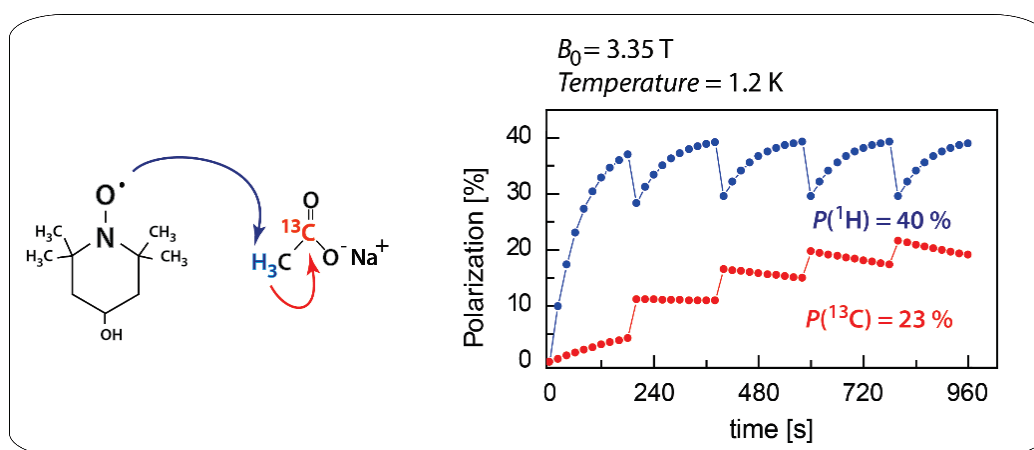 B₀ = 3.35 T
Temperature = 1.2 K
O•
N
H₃C
H₃C
CH₃
CH₃
OH
O
¹³C
H₃C
O⁻Na⁺
Polarization [%]
40
30
20
10
0
P(¹H) = 40 %
P(¹³C) = 23 %
0
240
480
720
960
time [s]